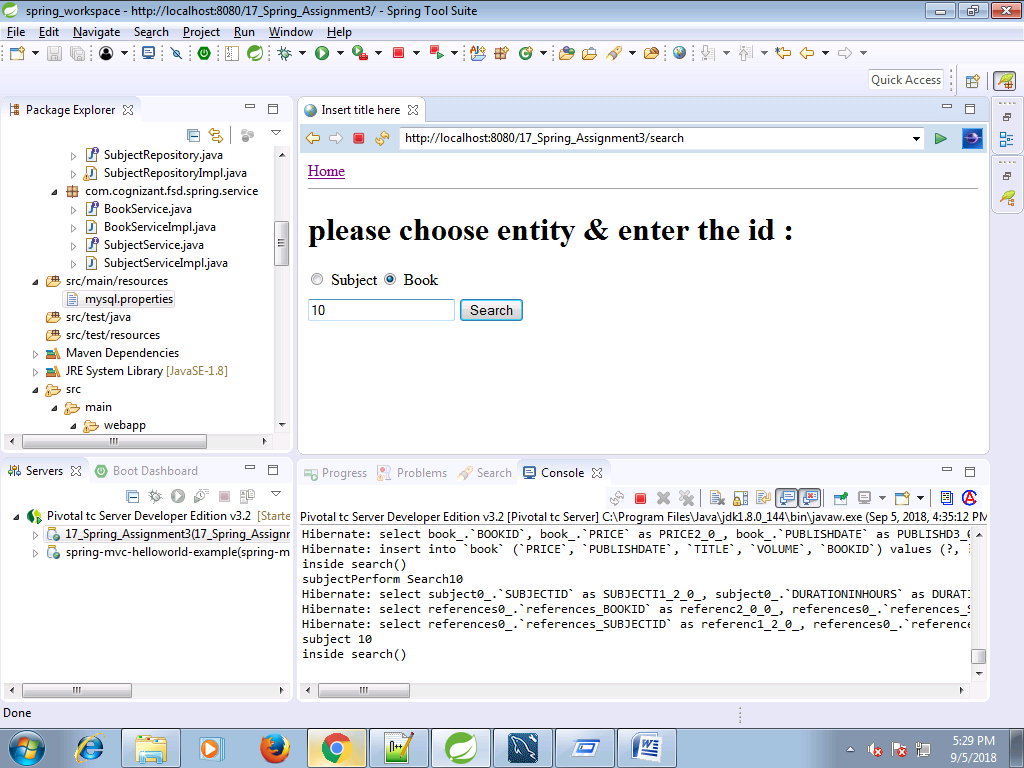 spring_workspace - http://localhost:8080/17_Spring_Assignment3/ - Spring Tool Suite
File Edit Navigate Search Project Run Window Help
Quick Access
Package Explorer
SubjectRepository.java
SubjectRepositoryImpl.java
com.cognizant.fsd.spring.service
BookService.java
BookServiceImpl.java
SubjectService.java
SubjectServiceImpl.java
src/main/resources
mysql.properties
src/test/java
src/test/resources
Maven Dependencies
JRE System Library [JavaSE-1.8]
src
main
webapp
Insert title here
http://localhost:8080/17_Spring_Assignment3/search
Home
please choose entity & enter the id :
Subject Book
10 Search
Servers Boot Dashboard
Pivotal tc Server Developer Edition v3.2 [Starte
17_Spring_Assignment3(17_Spring_Assignr
spring-mvc-helloworld-example(spring-m
Progress Problems Search Console
Pivotal tc Server Developer Edition v3.2 [Pivotal tc Server] C:\Program Files\Java\jdk1.8.0_144\bin\javaw.exe (Sep 5, 2018, 4:35:12 PM
Hibernate: select book_.`BOOKID`, book_.`PRICE` as PRICE2_0_, book_.`PUBLISHDATE` as PUBLISHD3_0
Hibernate: insert into `book` (`PRICE`, `PUBLISHDATE`, `TITLE`, `VOLUME`, `BOOKID`) values (?,
inside search()
subjectPerform Search10
Hibernate: select subject0_.`SUBJECTID` as SUBJECTI1_2_0_, subject0_.`DURATIONINHOURS` as DURATI
Hibernate: select references0_.`references_BOOKID` as referenc2_0_0_, references0_.`references_S
Hibernate: select references0_.`references_SUBJECTID` as referenc1_2_0_, references0_.`reference
subject 10
inside search()
Done
5:29 PM
9/5/2018